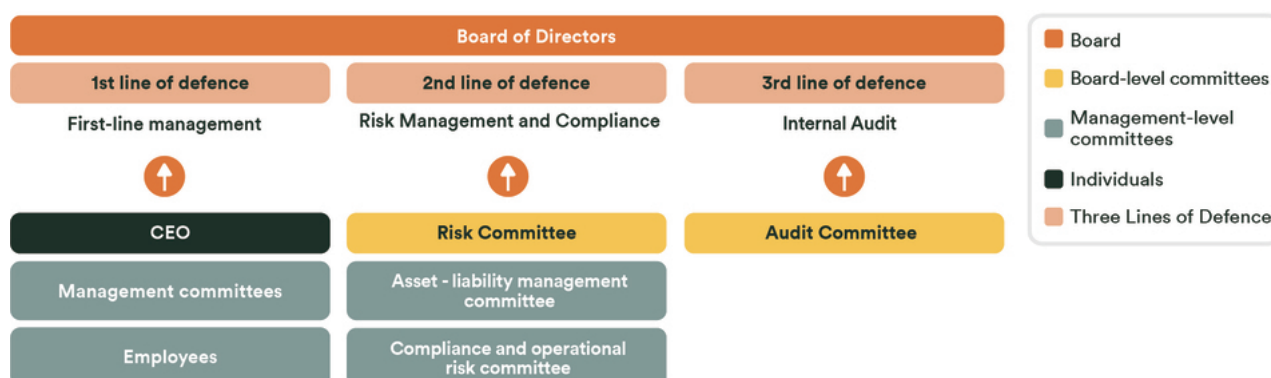 Board of Directors
1st line of defence
2nd line of defence
3rd line of defence
First-line management
Risk Management and Compliance
Internal Audit
CEO
Risk Committee
Audit Committee
Management committees
Asset - liability management
committee
Employees
Compliance and operational
risk committee
Board
Board-level committees
Management-level
committees
Individuals
Three Lines of Defence